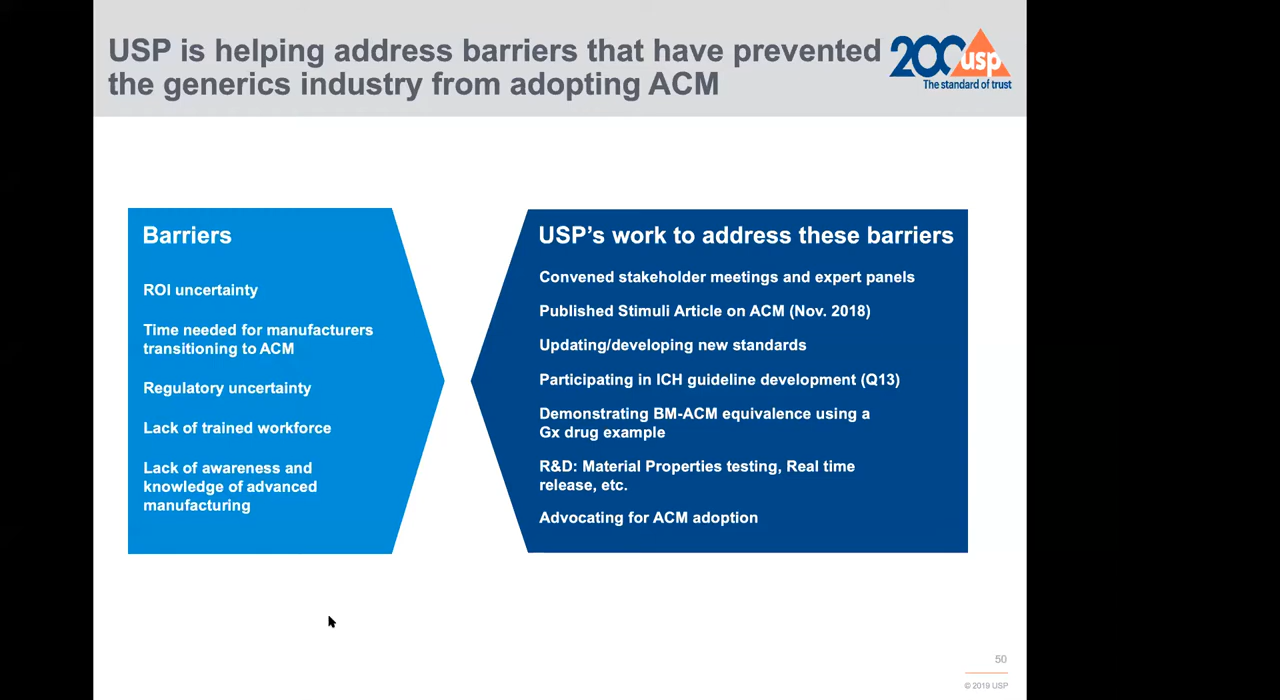 USP is helping address barriers that have prevented
the generics industry from adopting ACM
200 usp
The standard of trust
Barriers
ROI uncertainty
Time needed for manufacturers
transitioning to ACM
Regulatory uncertainty
Lack of trained workforce
Lack of awareness and
knowledge of advanced
manufacturing
USP’s work to address these barriers
Convened stakeholder meetings and expert panels
Published Stimuli Article on ACM (Nov. 2018)
Updating/developing new standards
Participating in ICH guideline development (Q13)
Demonstrating BM-ACM equivalence using a
Gx drug example
R&D: Material Properties testing, Real time
release, etc.
Advocating for ACM adoption
50
© 2019 USP